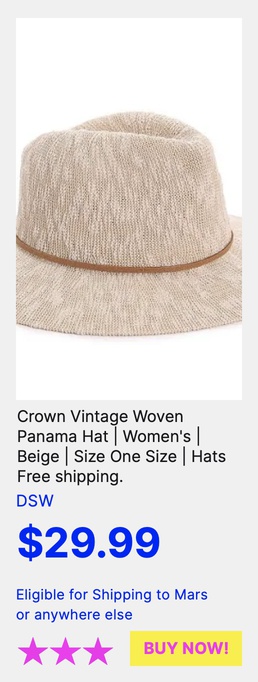 Crown Vintage Woven
Panama Hat | Women's |
Beige | Size One Size | Hats
Free shipping.
DSW
$29.99
Eligible for Shipping to Mars
or anywhere else
BUY NOW!